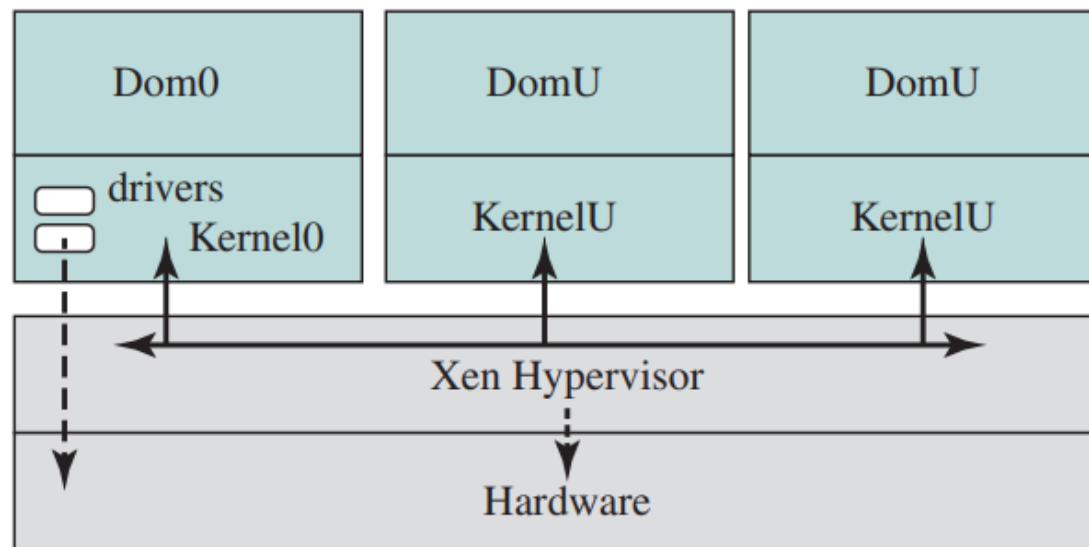 Dom0
DomU
DomU
drivers
Kernel0
KernelU
KernelU
Xen Hypervisor
Hardware